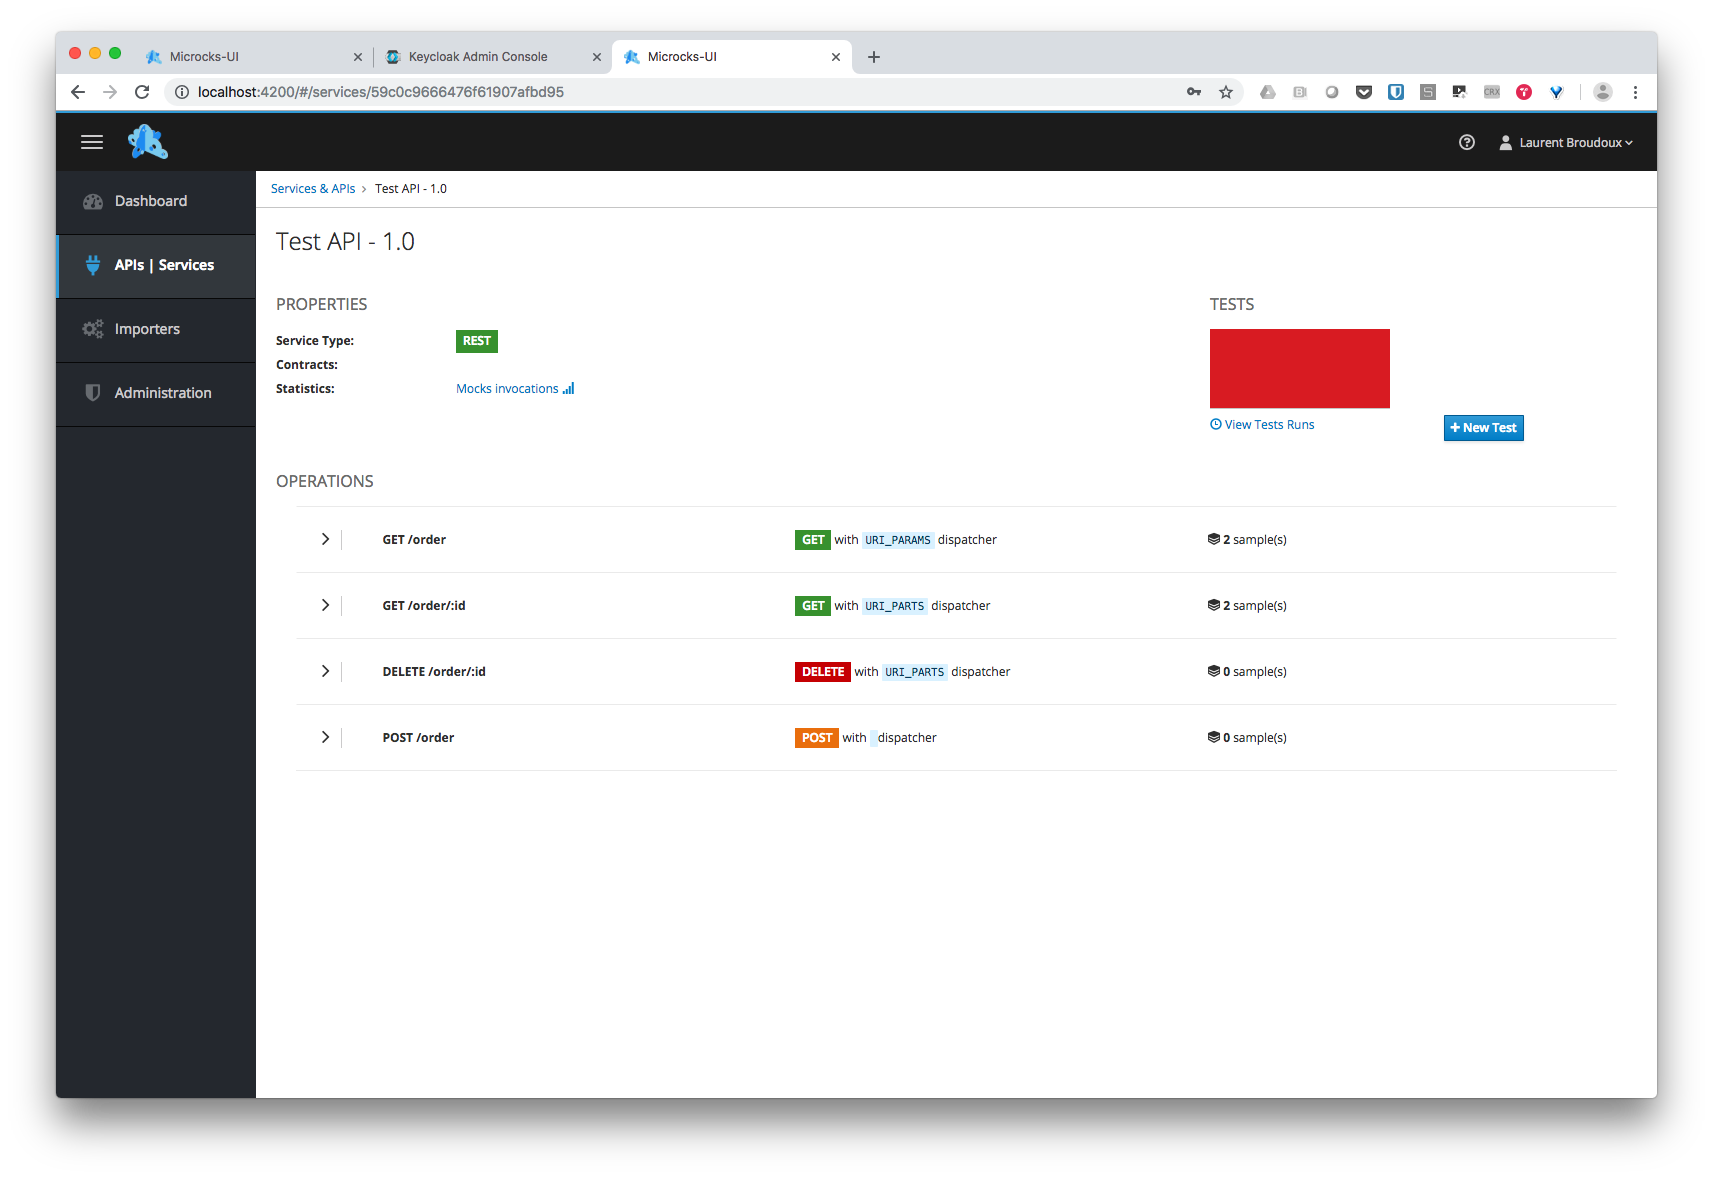 Microcks-UI
Keycloak Admin Console
Microcks-UI
localhost:4200/#/services/59c0c9666476f61907afbd95
CRX
Laurent Broudoux
Dashboard
APIs | Services
Importers
Administration
Services & APIs > Test API - 1.0
Test API - 1.0
PROPERTIES
Service Type: REST
Contracts:
Statistics: Mocks invocations
TESTS
View Tests Runs
+ New Test
OPERATIONS
GET /order GET with URI_PARAMS dispatcher 2 sample(s)
GET /order/:id GET with URI_PARTS dispatcher 2 sample(s)
DELETE /order/:id DELETE with URI_PARTS dispatcher 0 sample(s)
POST /order POST with dispatcher 0 sample(s)